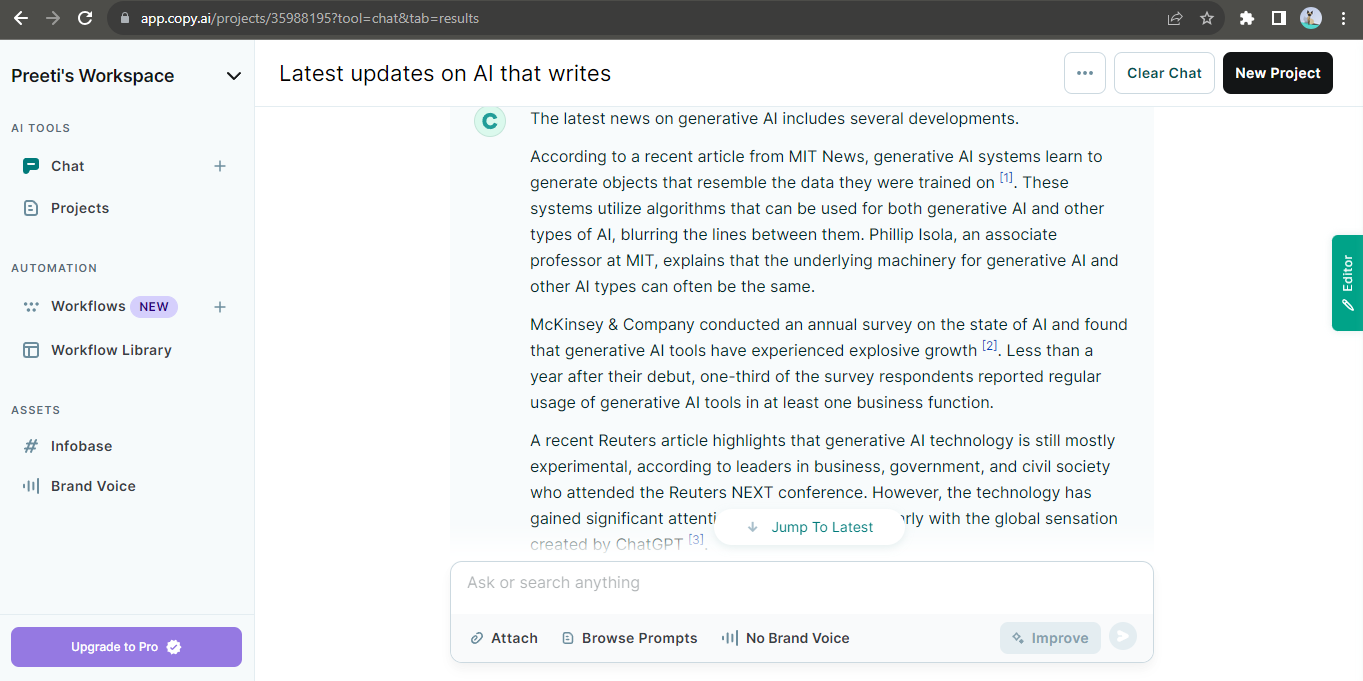 app.copy.ai/projects/35988195?tool=chat&tab=results
Preeti's Workspace
AI TOOLS
Chat
Projects
AUTOMATION
Workflows NEW
Workflow Library
ASSETS
Infobase
Brand Voice
Upgrade to Pro
Latest updates on AI that writes
Clear Chat
New Project
C
The latest news on generative AI includes several developments.
According to a recent article from MIT News, generative AI systems learn to
generate objects that resemble the data they were trained on [1]. These
systems utilize algorithms that can be used for both generative AI and other
types of AI, blurring the lines between them. Phillip Isola, an associate
professor at MIT, explains that the underlying machinery for generative AI and
other AI types can often be the same.
McKinsey & Company conducted an annual survey on the state of AI and found
that generative AI tools have experienced explosive growth [2]. Less than a
year after their debut, one-third of the survey respondents reported regular
usage of generative AI tools in at least one business function.
A recent Reuters article highlights that generative AI technology is still mostly
experimental, according to leaders in business, government, and civil society
who attended the Reuters NEXT conference. However, the technology has
gained significant with the global sensation
created by ChatGPT [3].
Jump To Latest
Ask or search anything
Attach
Browse Prompts
No Brand Voice
Improve
Editor